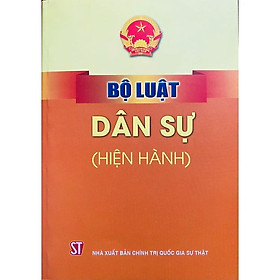 BỘ LUẬT
DÂN SỰ
(HIỆN HÀNH)
ST
NHÀ XUẤT BẢN CHÍNH TRỊ QUỐC GIA SỰ THẬT